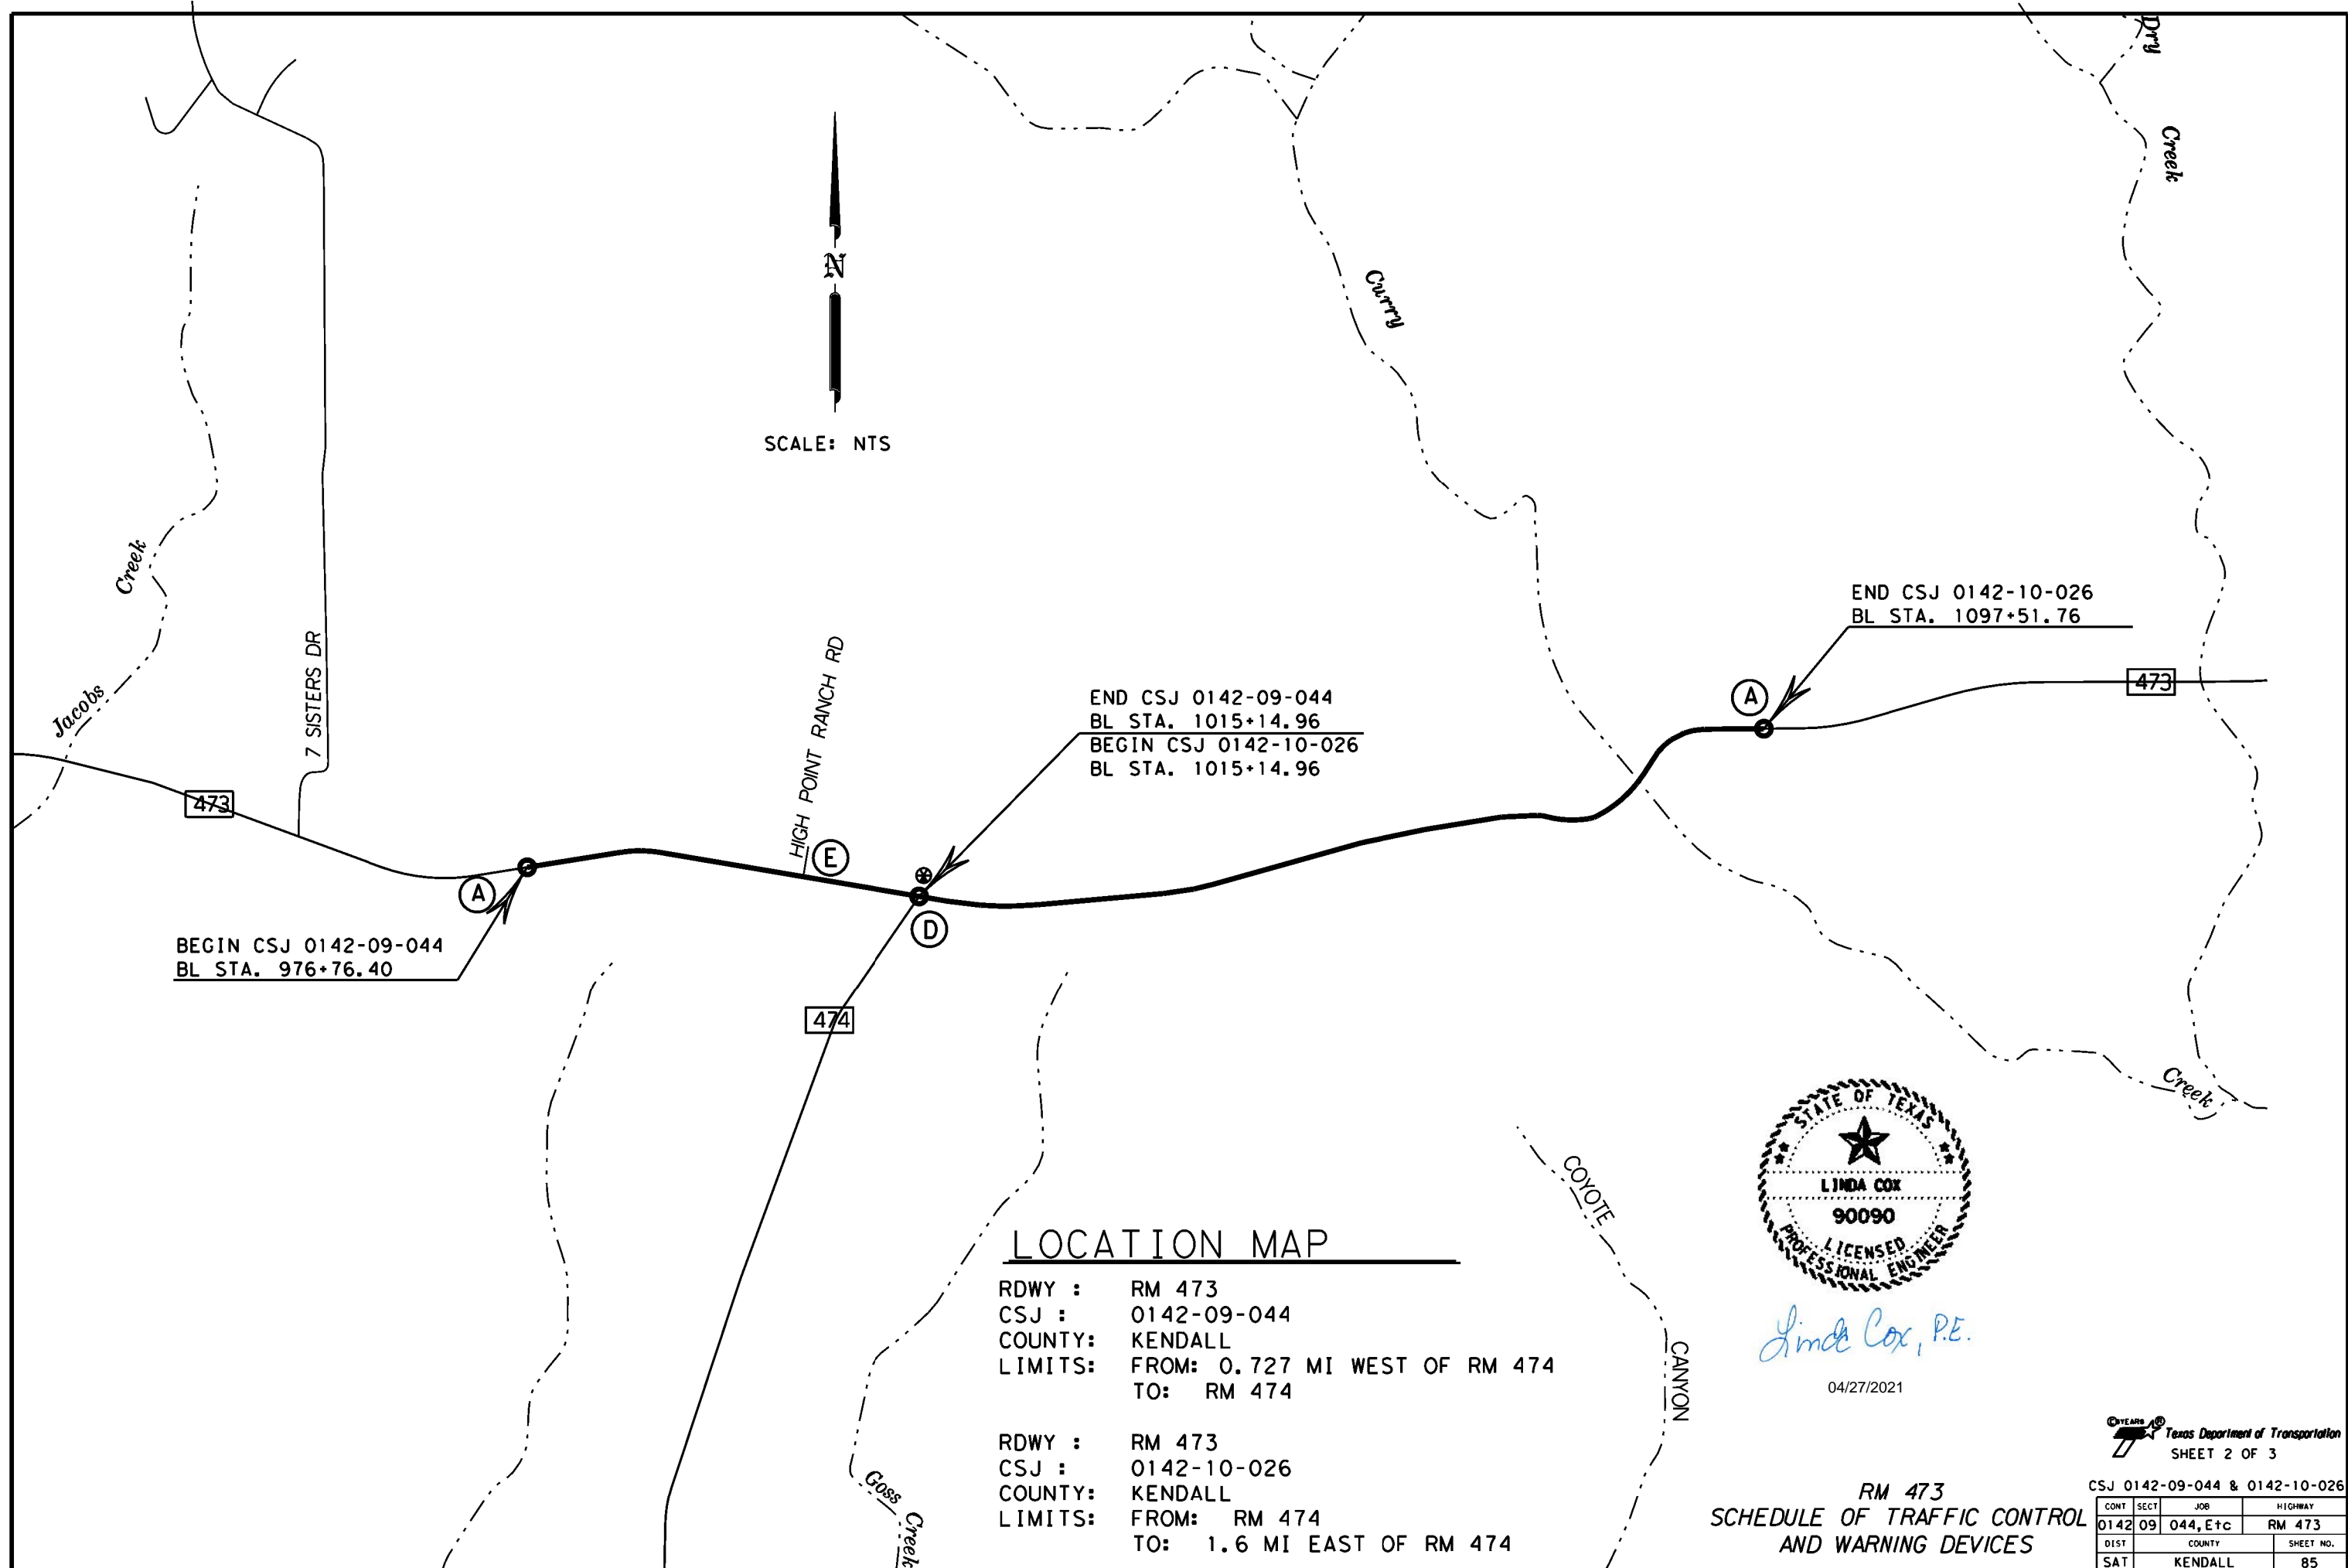 Dry
Creek
N
Curry
SCALE: NTS
Creek
Jacobs
7 SISTERS DR
HIGH POINT RANCH RD
END CSJ 0142-10-026
BL STA. 1097+51.76
473
A
END CSJ 0142-09-044
BL STA. 1015+14.96
BEGIN CSJ 0142-10-026
BL STA. 1015+14.96
473
E
A
D
BEGIN CSJ 0142-09-044
BL STA. 976+76.40
474
Creek
COYOTE
CANYON
Goss
Creek
LOCATION MAP
RDWY : RM 473
CSJ : 0142-09-044
COUNTY: KENDALL
LIMITS: FROM: 0.727 MI WEST OF RM 474
TO: RM 474
RDWY : RM 473
CSJ : 0142-10-026
COUNTY: KENDALL
LIMITS: FROM: RM 474
TO: 1.6 MI EAST OF RM 474
STATE OF TEXAS
LINDA COX
90090
LICENSED
PROFESSIONAL ENGINEER
Linda Cox, P.E.
04/27/2021
Texas Department of Transportation
SHEET 2 OF 3
RM 473
SCHEDULE OF TRAFFIC CONTROL
AND WARNING DEVICES
CSJ 0142-09-044 & 0142-10-026
CONT SECT JOB HIGHWAY
0142 09 044,Etc RM 473
DIST COUNTY SHEET NO.
SAT KENDALL 85